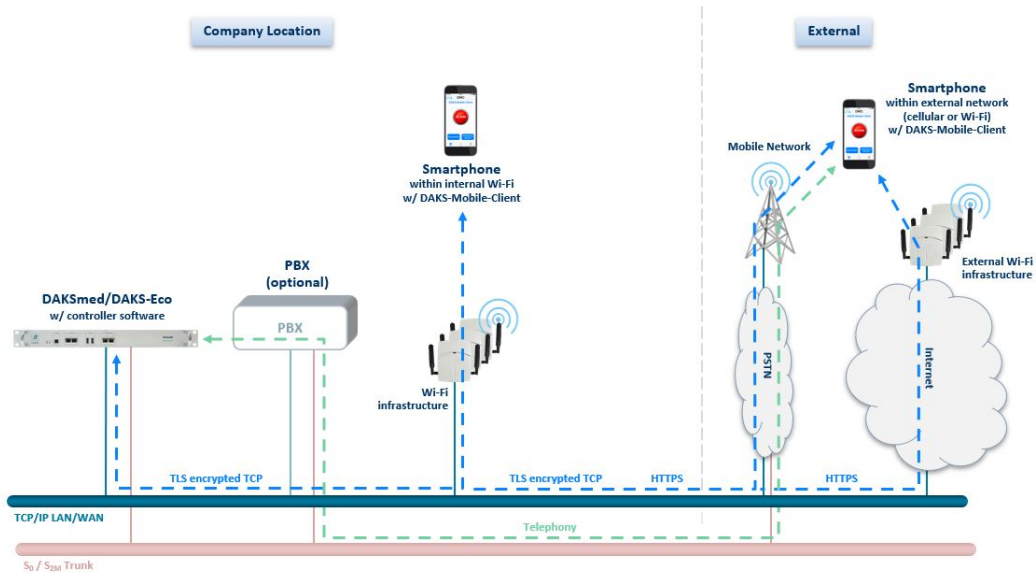 Company Location
External
Smartphone
within external network
(cellular or Wi-Fi)
w/ DAKS-Mobile-Client
Mobile Network
Smartphone
within internal Wi-Fi
w/ DAKS-Mobile-Client
External Wi-Fi
infrastructure
PBX
(optional)
DAKSmed/DAKS-Eco
w/ controller software
PBX
PSTN
Internet
Wi-Fi
infrastructure
TLS encrypted TCP
TLS encrypted TCP
HTTPS
HTTPS
TCP/IP LAN/WAN
Telephony
S₀ / S₂ₘ Trunk